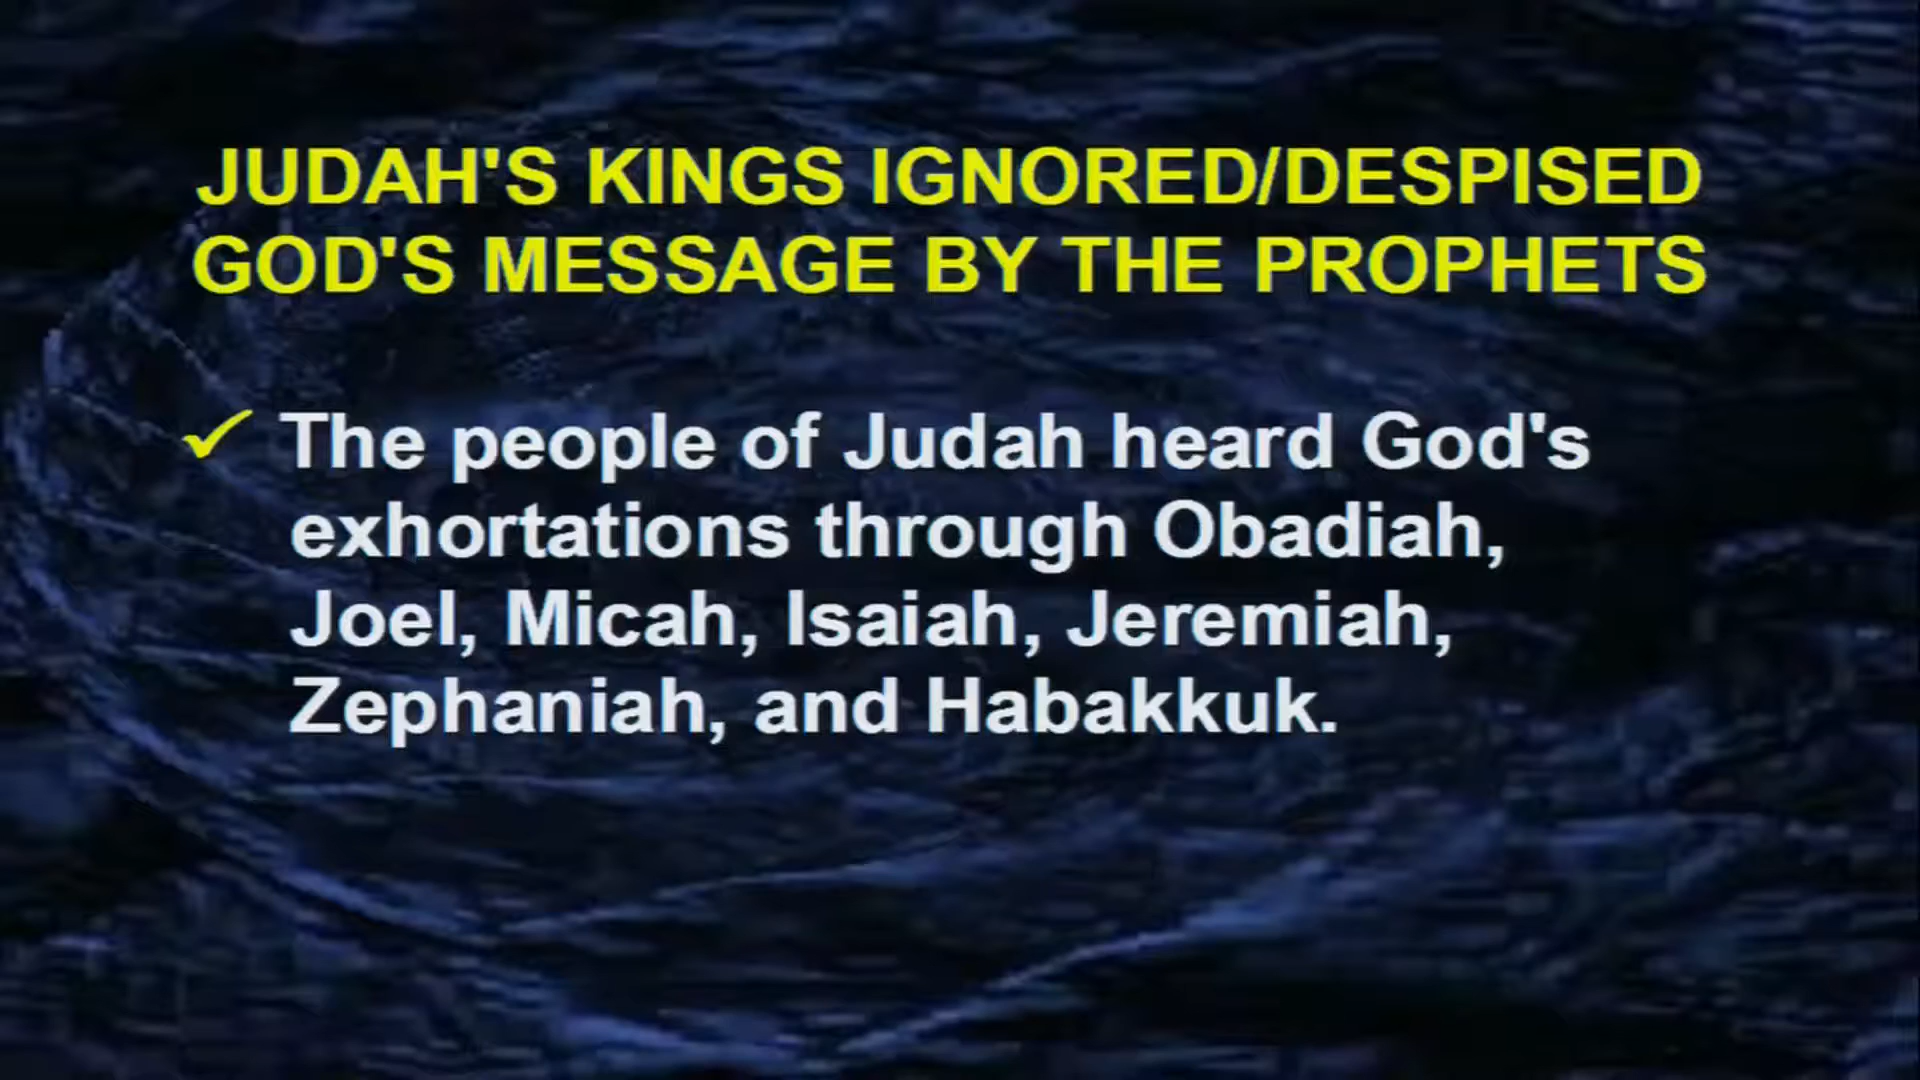 JUDAH'S KINGS IGNORED/DESPISED
GOD'S MESSAGE BY THE PROPHETS
✓ The people of Judah heard God's
exhortations through Obadiah,
Joel, Micah, Isaiah, Jeremiah,
Zephaniah, and Habakkuk.